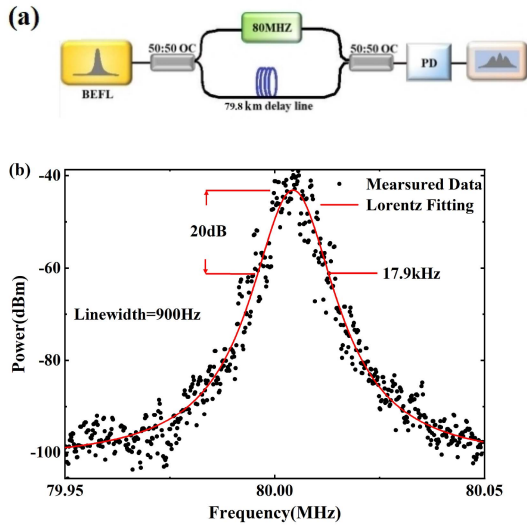 (a)
80MHZ
50:50 OC
50:50 OC
PD
BEFL
79.8 km delay line
(b)
-40
Mearsured Data
Lorentz Fitting
20dB
-60
17.9kHz
Linewidth=900Hz
Power(dBm)
-80
-100
79.95
80.00
80.05
Frequency(MHz)